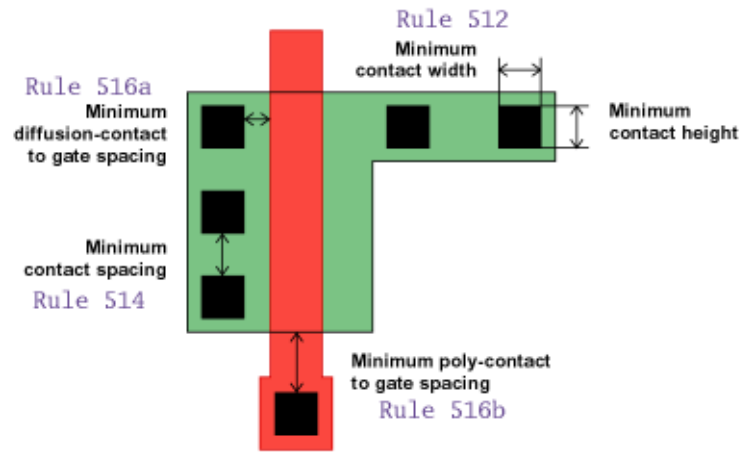 Rule 512
Minimum
contact width
Rule 516a
Minimum
diffusion-contact
to gate spacing
Minimum
contact height
Minimum
contact spacing
Rule 514
Minimum poly-contact
to gate spacing
Rule 516b